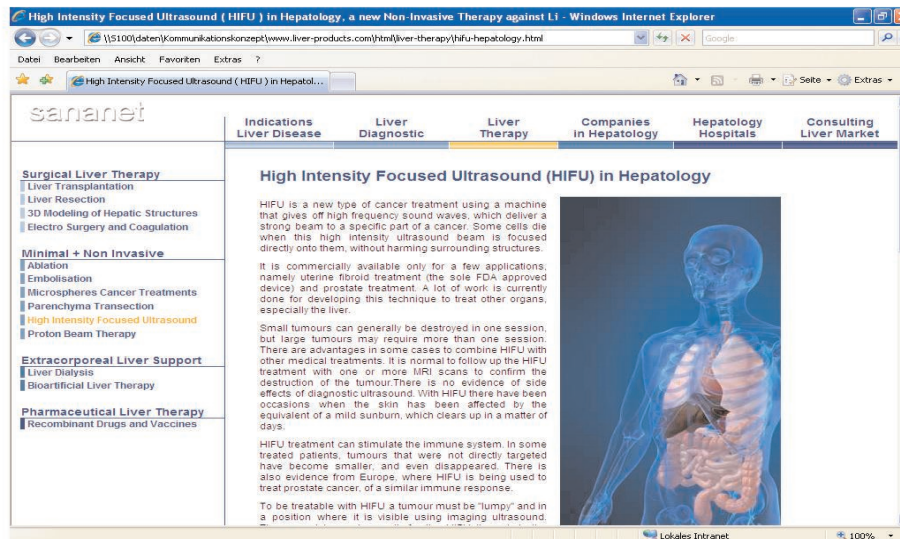 High Intensity Focused Ultrasound ( HIFU ) in Hepatology, a new Non-Invasive Therapy against Li - Windows Internet Explorer
\\S100\daten\Kommunikationskonzept\www.liver-products.com\html\liver-therapy\hifu-hepatology.html
Google
Datei Bearbeiten Ansicht Favoriten Extras ?
High Intensity Focused Ultrasound ( HIFU ) in Hepatol...
Seite Extras
sananet
Indications Liver Disease
Liver Diagnostic
Liver Therapy
Companies in Hepatology
Hepatology Hospitals
Consulting Liver Market
Surgical Liver Therapy
Liver Transplantation
Liver Resection
3D Modeling of Hepatic Structures
Electro Surgery and Coagulation
Minimal + Non Invasive
Ablation
Embolisation
Microspheres Cancer Treatments
Parenchyma Transection
High Intensity Focused Ultrasound
Proton Beam Therapy
Extracorporeal Liver Support
Liver Dialysis
Bioartificial Liver Therapy
Pharmaceutical Liver Therapy
Recombinant Drugs and Vaccines
High Intensity Focused Ultrasound (HIFU) in Hepatology
HIFU is a new type of cancer treatment using a machine
that gives off high frequency sound waves, which deliver a
strong beam to a specific part of a cancer. Some cells die
when this high intensity ultrasound beam is focused
directly onto them, without harming surrounding structures.
It is commercially available only for a few applications,
namely uterine fibroid treatment (the sole FDA approved
device) and prostate treatment. A lot of work is currently
done for developing this technique to treat other organs,
especially the liver.
Small tumours can generally be destroyed in one session,
but large tumours may require more than one session.
There are advantages in some cases to combine HIFU with
other medical treatments. It is normal to follow up the HIFU
treatment with one or more MRI scans to confirm the
destruction of the tumour.There is no evidence of side
effects of diagnostic ultrasound. With HIFU there have been
occasions when the skin has been affected by the
equivalent of a mild sunburn, which clears up in a matter of
days.
HIFU treatment can stimulate the immune system. In some
treated patients, tumours that were not directly targeted
have become smaller, and even disappeared. There is
also evidence from Europe, where HIFU is being used to
treat prostate cancer, of a similar immune response.
To be treatable with HIFU a tumour must be "lumpy" and in
a position where it is visible using imaging ultrasound.
Lokales Intranet
100%